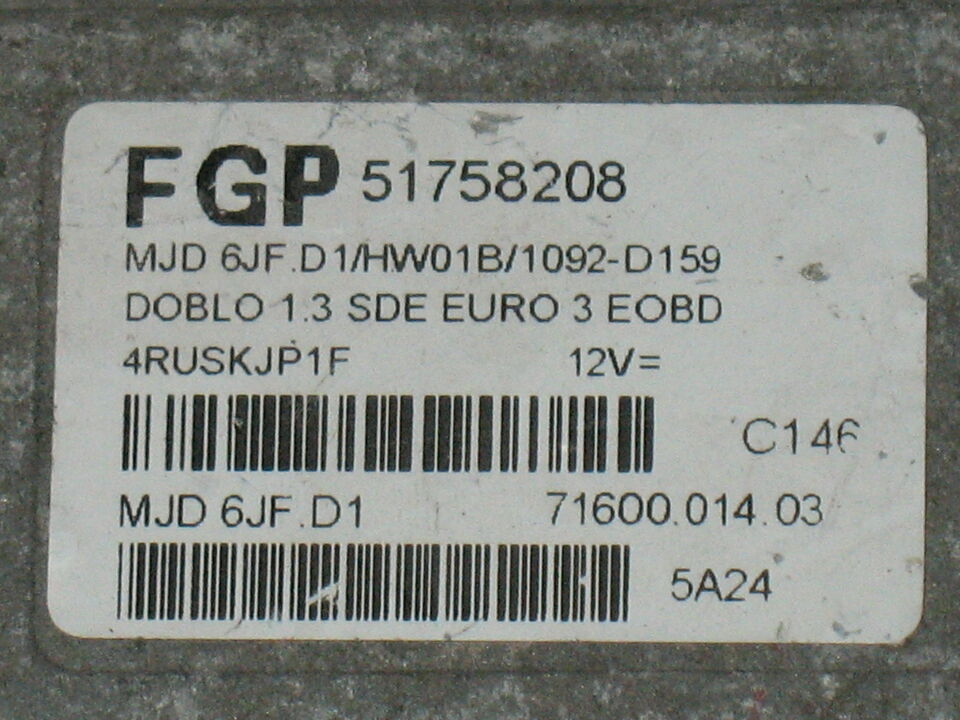 FGP 51758208
MJD 6JF.D1/HW01B/1092-D159
DOBLO 1.3 SDE EURO 3 EOBD
4RUSKJP1F 12V=
C146
MJD 6JF.D1 71600.014.03
5A24